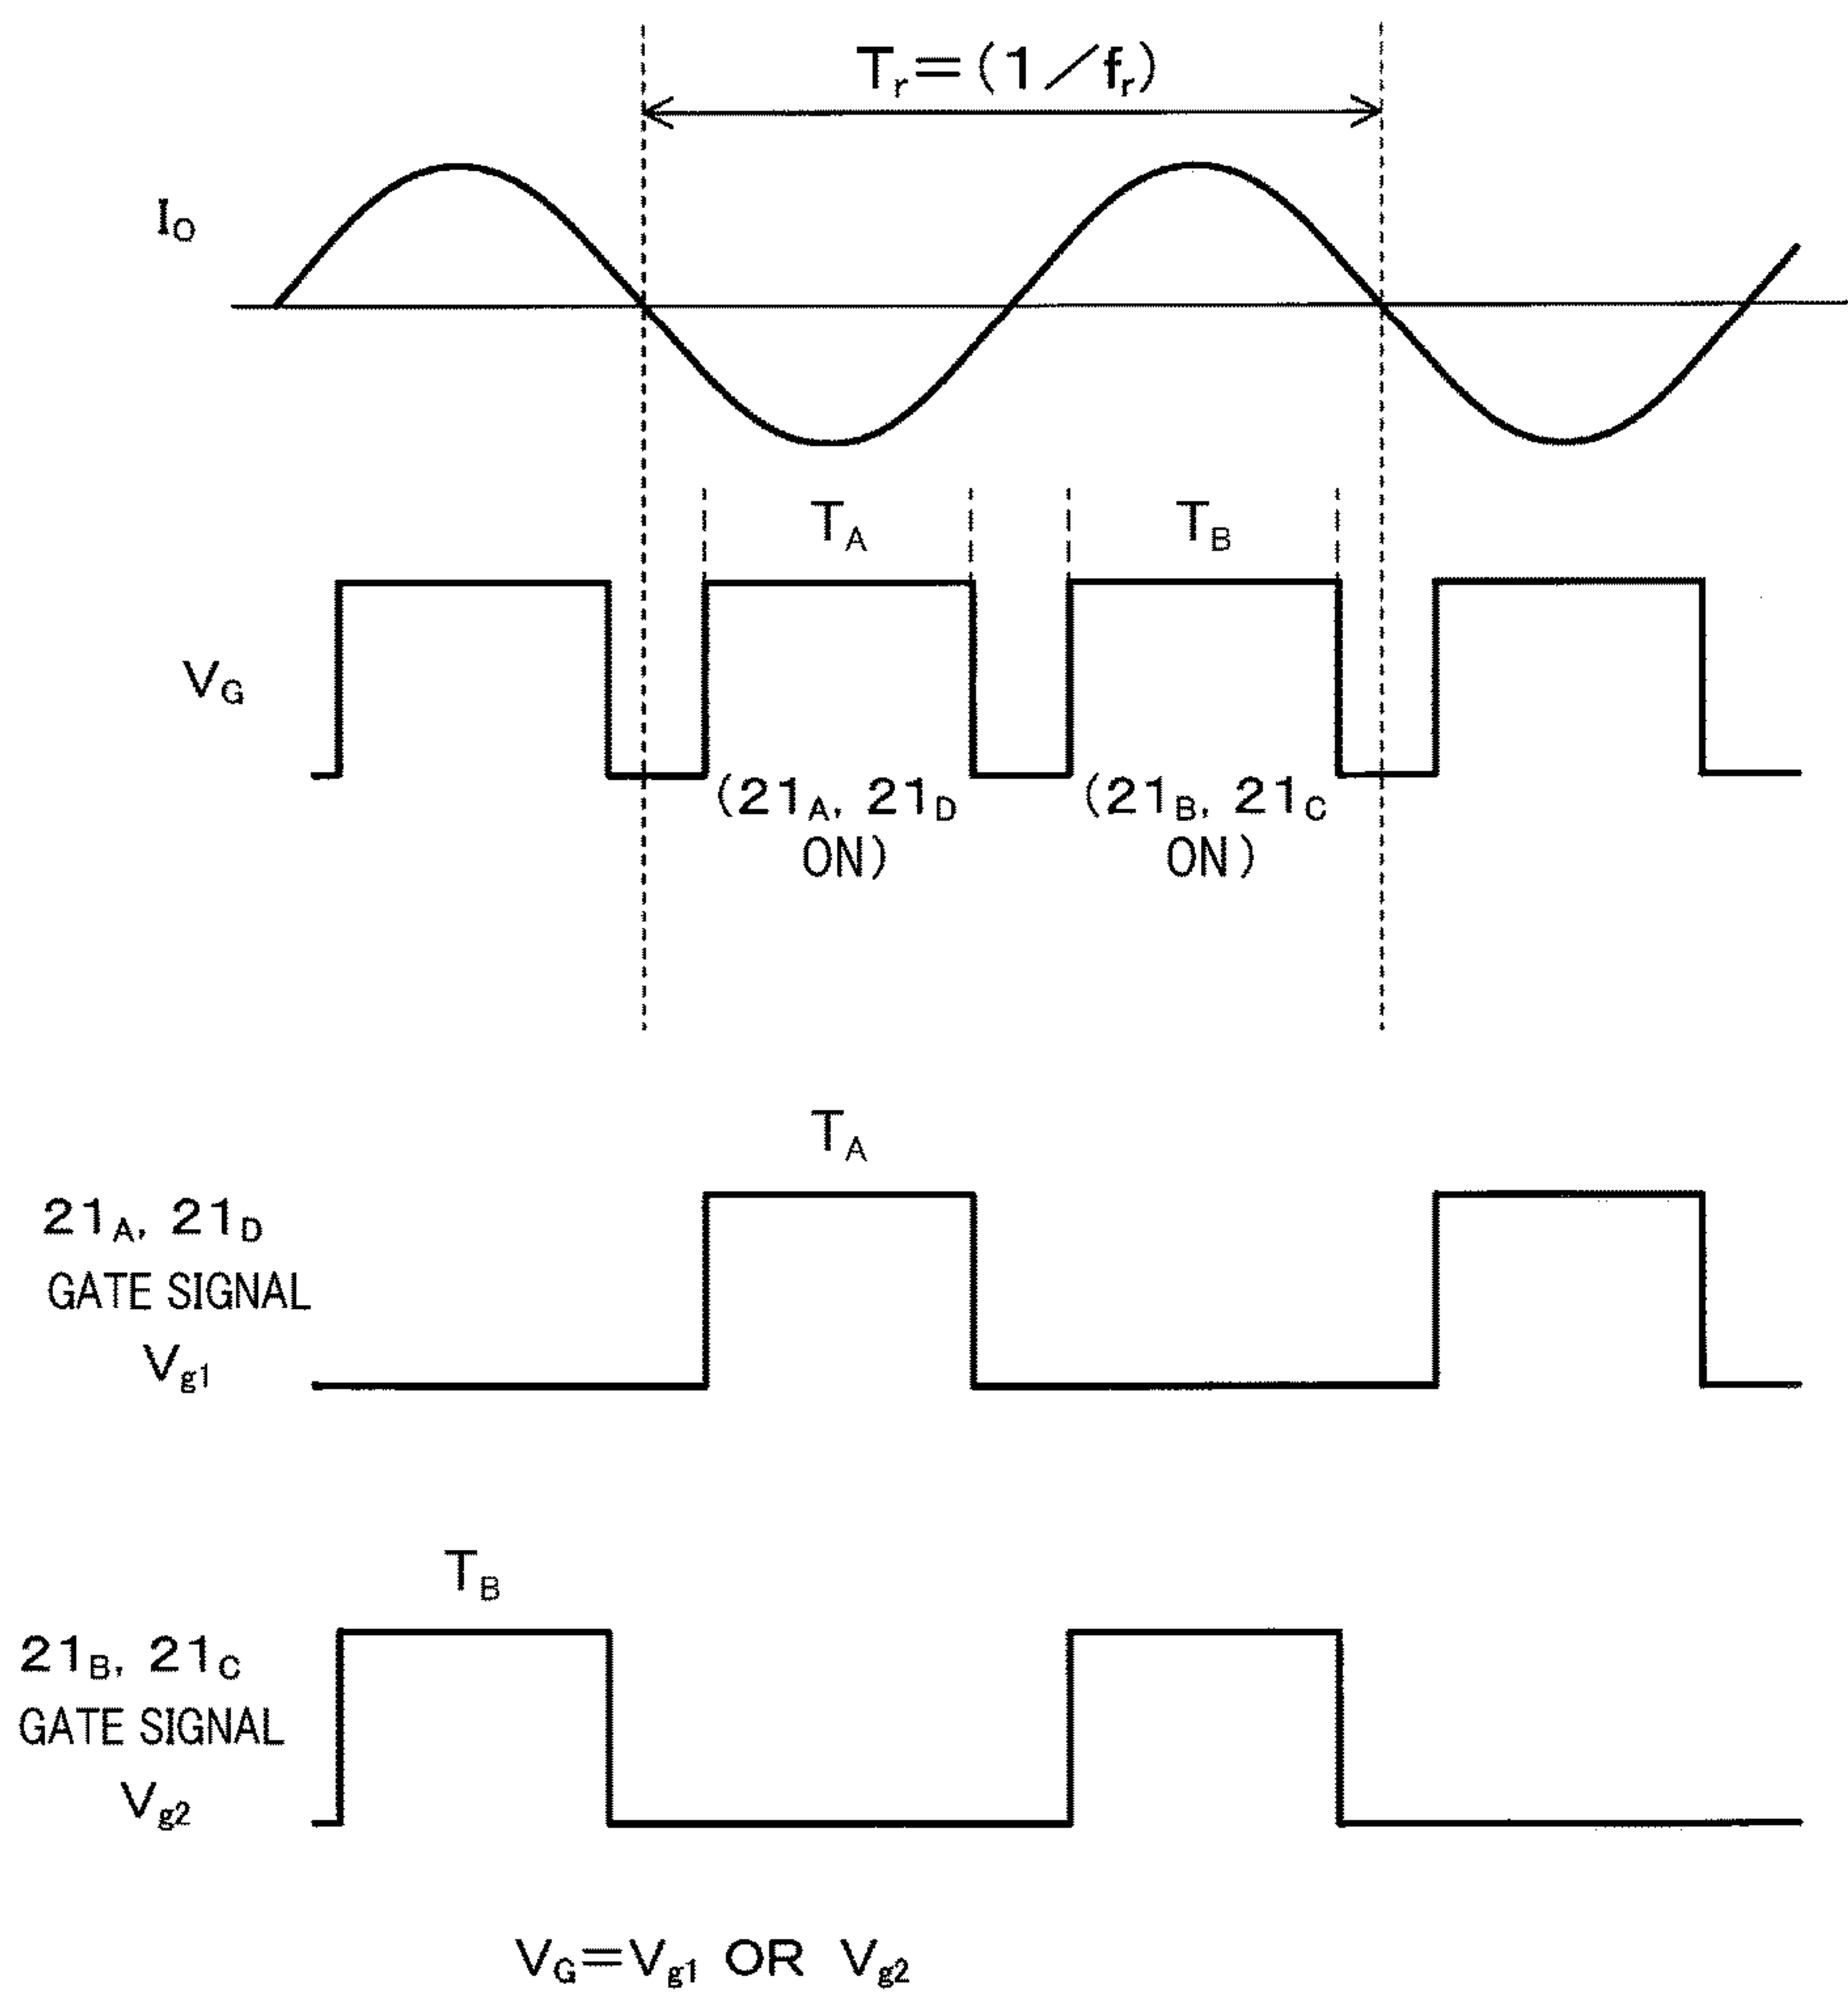 Tr=(1/fr)
IO
TA
TB
VG
(21A, 21D
ON)
(21B, 21C
ON)
TA
21A, 21D
GATE SIGNAL
Vg1
TB
21B, 21C
GATE SIGNAL
Vg2
VG=Vg1 OR Vg2